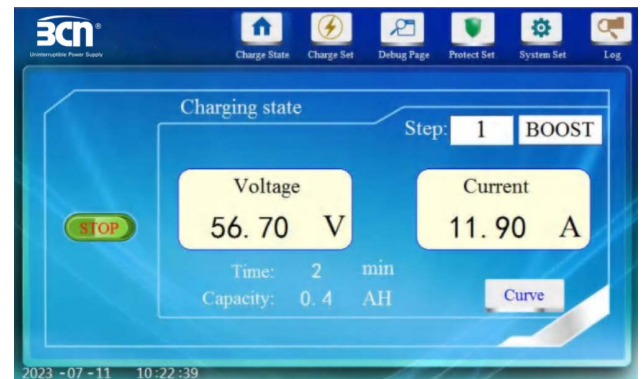 3CN®
Uninterruptible Power Supply
Charge State Charge Set Debug Page Protect Set System Set Log
Charging state
Step: 1 BOOST
Voltage Current
STOP
56.70 V 11.90 A
Time: 2 min
Capacity: 0.4 AH
Curve
2023-07-11 10:22:39